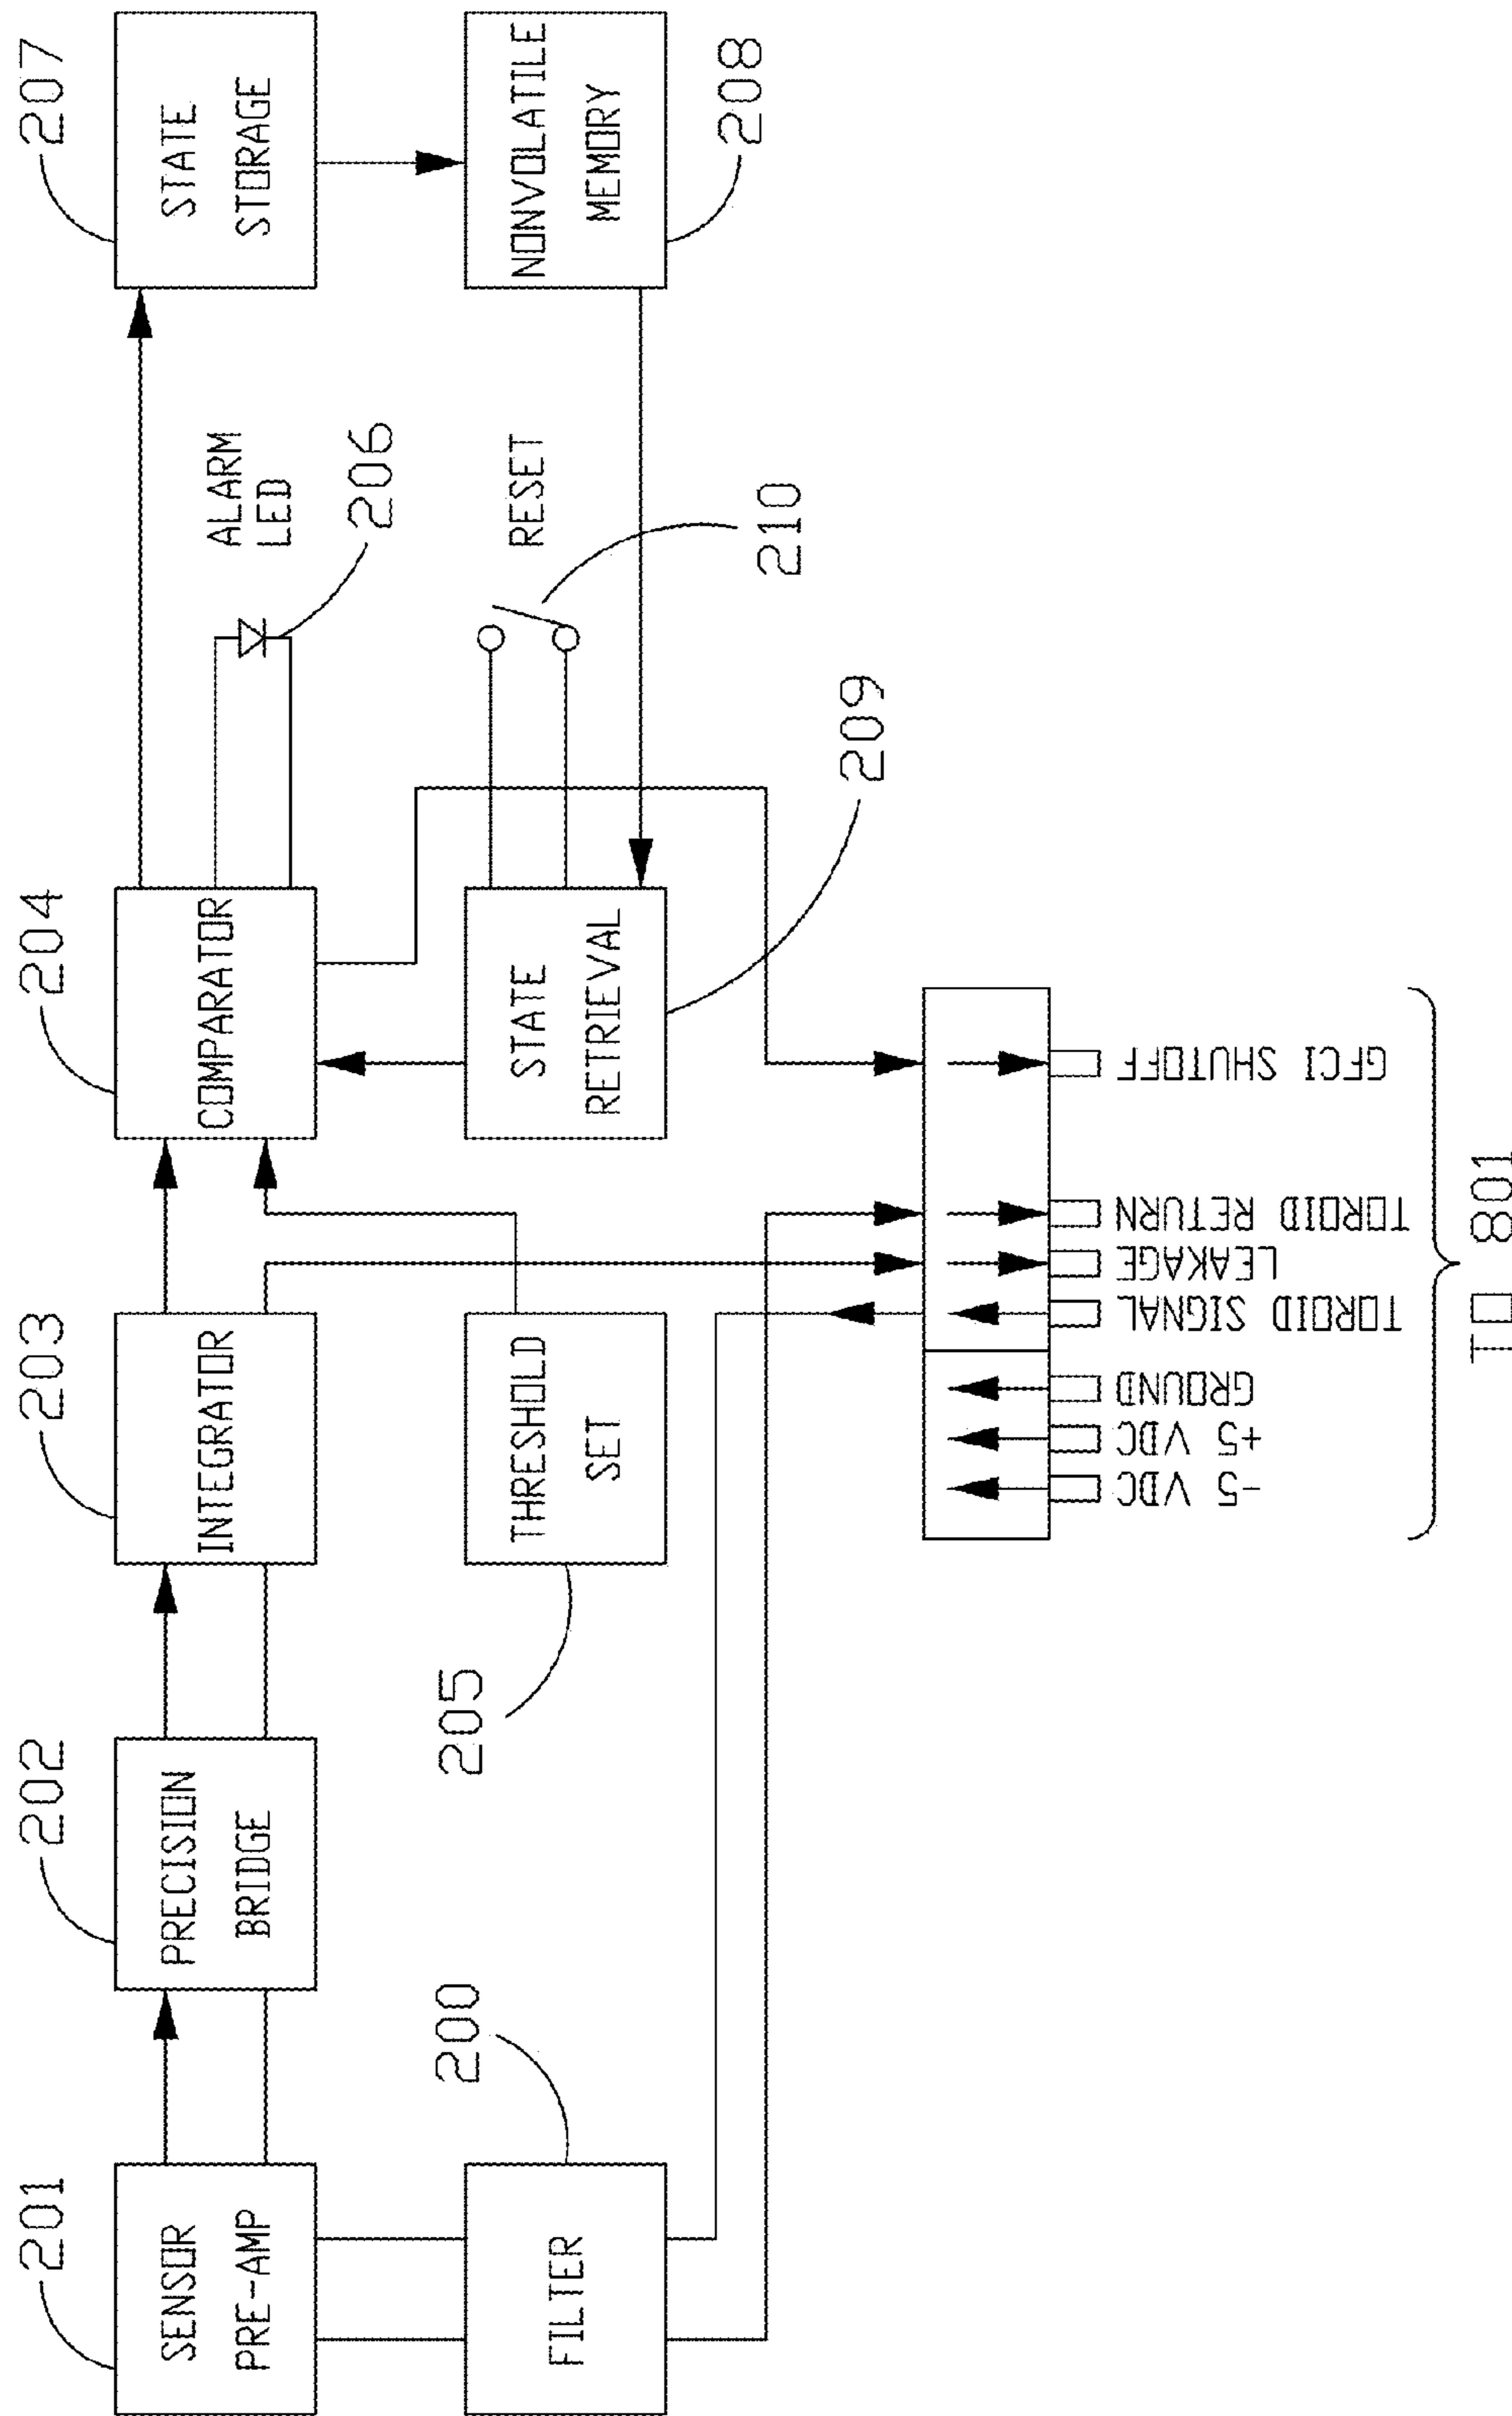 201
SENSOR
PRE-AMP
202
PRECISION
BRIDGE
203
INTEGRATOR
204
COMPARATOR
207
STATE
STORAGE
ALARM
LED
206
200
FILTER
205
THRESHOLD
SET
STATE
RETRIEVAL
209
RESET
210
NONVOLATILE
MEMORY
208
-5 VDC
+5 VDC
GROUND
TOROID SIGNAL
LEAKAGE
TOROID RETURN
GFCI SHUTOFF
TO 801